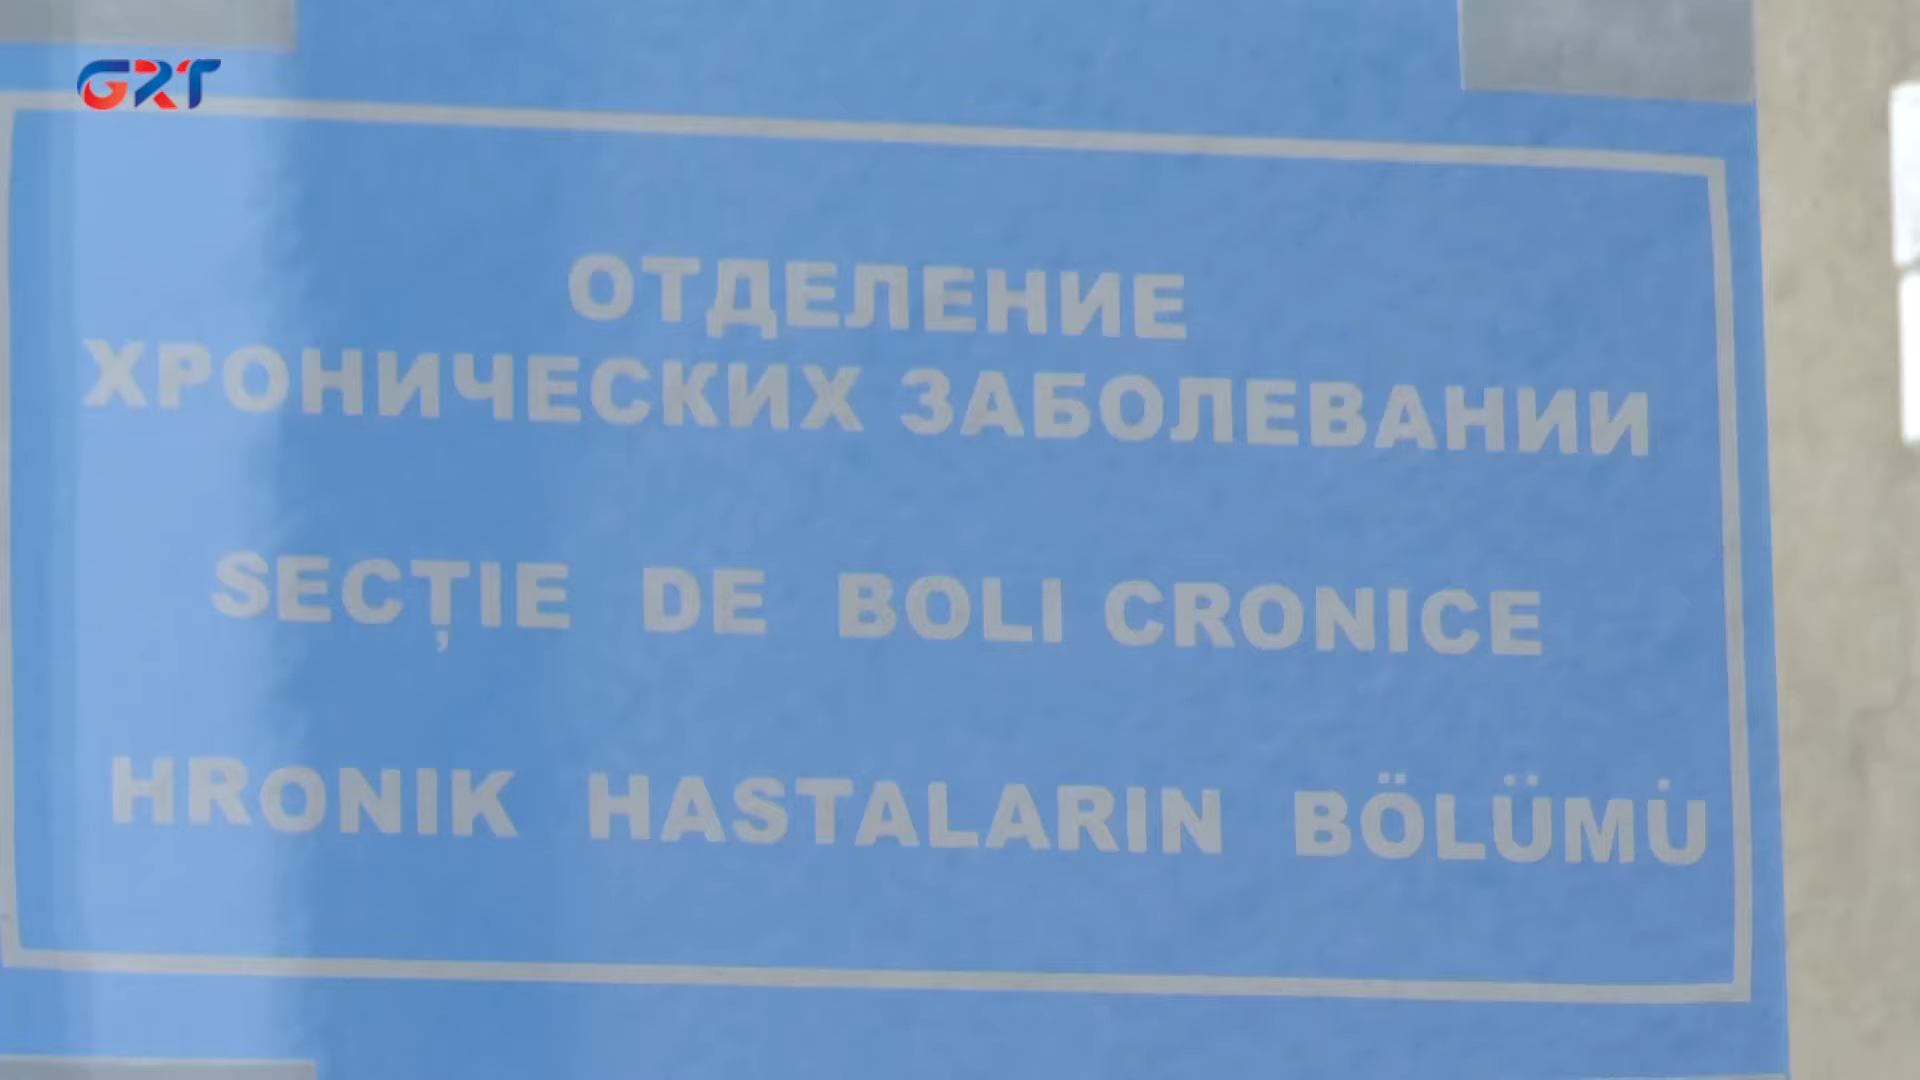 GRT
ОТДЕЛЕНИЕ
ХРОНИЧЕСКИХ ЗАБОЛЕВАНИИ
SECȚIE DE BOLI CRONICE
HRONIK HASTALARIN BÖLÜMÜ